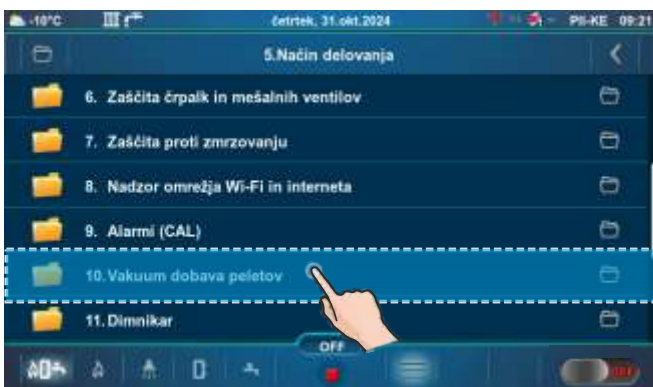 -10°C četrtek, 31.okt.2024 PII-KE 09:21
5.Način delovanja
6. Zaščita črpalk in mešalnih ventilov
7. Zaščita proti zmrzovanju
8. Nadzor omrežja Wi-Fi in interneta
9. Alarmi (CAL)
10.Vakuum dobava peletov
11.Dimnikar
OFF
OFF